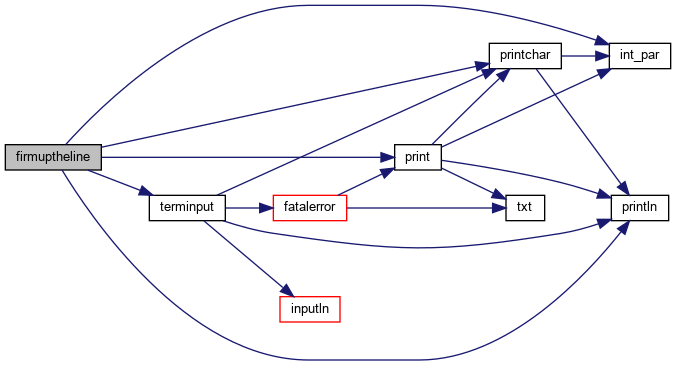 printchar
int_par
firmuptheline
print
terminput
fatalerror
txt
println
inputln